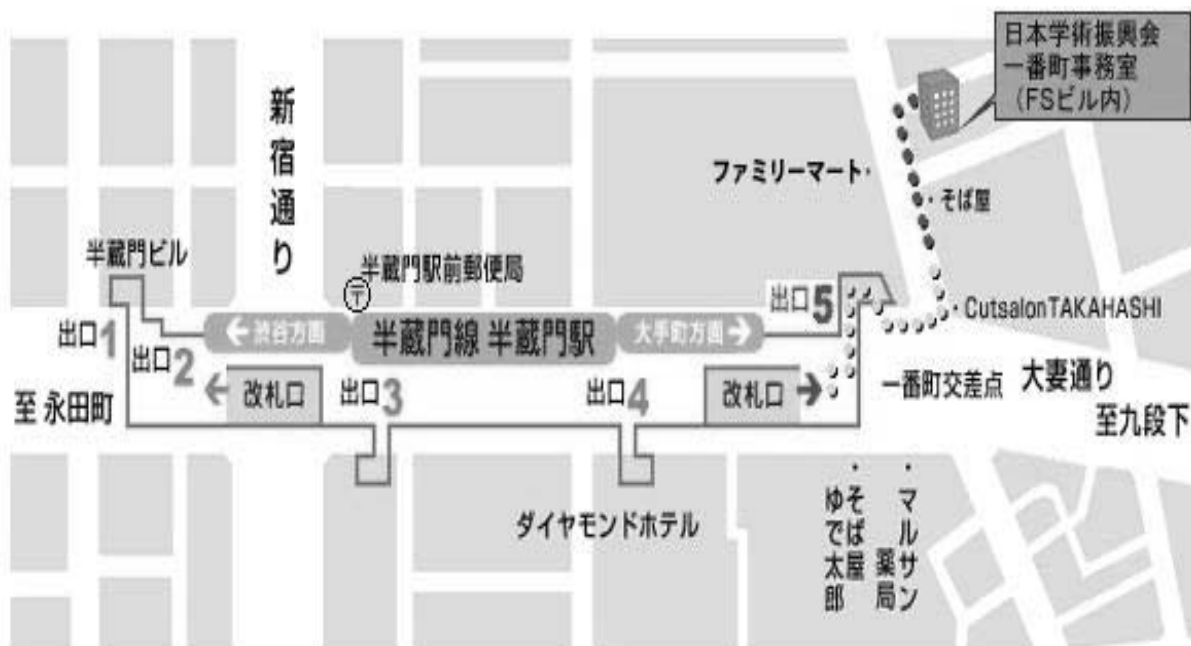 日本学術振興会
一番町事務室
(FSビル内)
新宿通り
ファミリーマート・
・そば屋
半蔵門ビル
半蔵門駅前郵便局
〒
出口5
・CutsalonTAKAHASHI
出口1
出口2
←渋谷方面
半蔵門線 半蔵門駅
大手町方面→
至 永田町
←
改札口
出口3
出口4
改札口
→
一番町交差点
大妻通り
至九段下
ダイヤモンドホテル
・そば屋
ゆで太郎
・マルサン
薬局